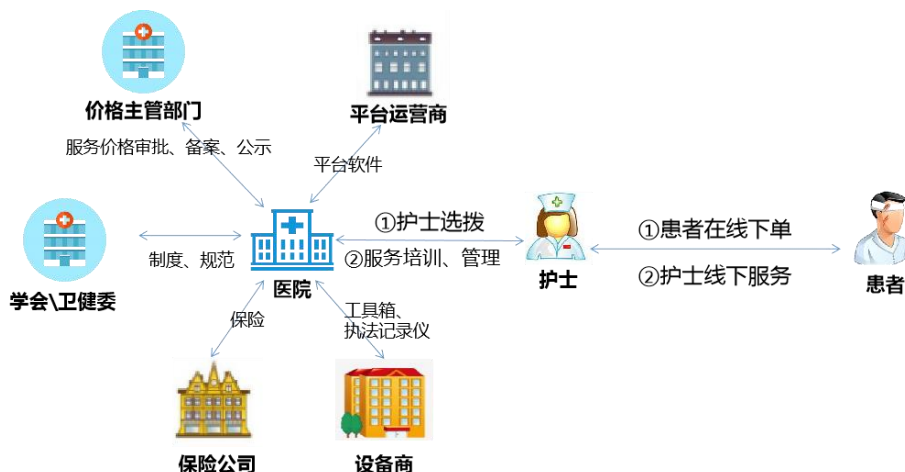 价格主管部门
平台运营商
服务价格审批、备案、公示
平台软件
①护士选拨
②服务培训、管理
①患者在线下单
②护士线下服务
制度、规范
学会\卫健委
医院
护士
患者
保险
工具箱、
执法记录仪
保险公司
设备商